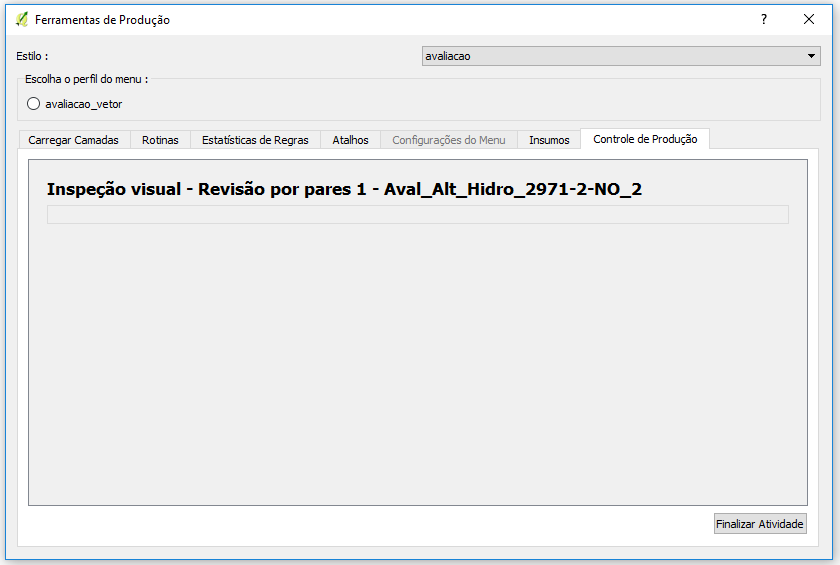 Ferramentas de Produção
?
Estilo :
avaliacao
Escolha o perfil do menu :
avaliacao_vetor
Carregar Camadas Rotinas Estatísticas de Regras Atalhos Configurações do Menu Insumos Controle de Produção
Inspeção visual - Revisão por pares 1 - Aval_Alt_Hidro_2971-2-NO_2
Finalizar Atividade